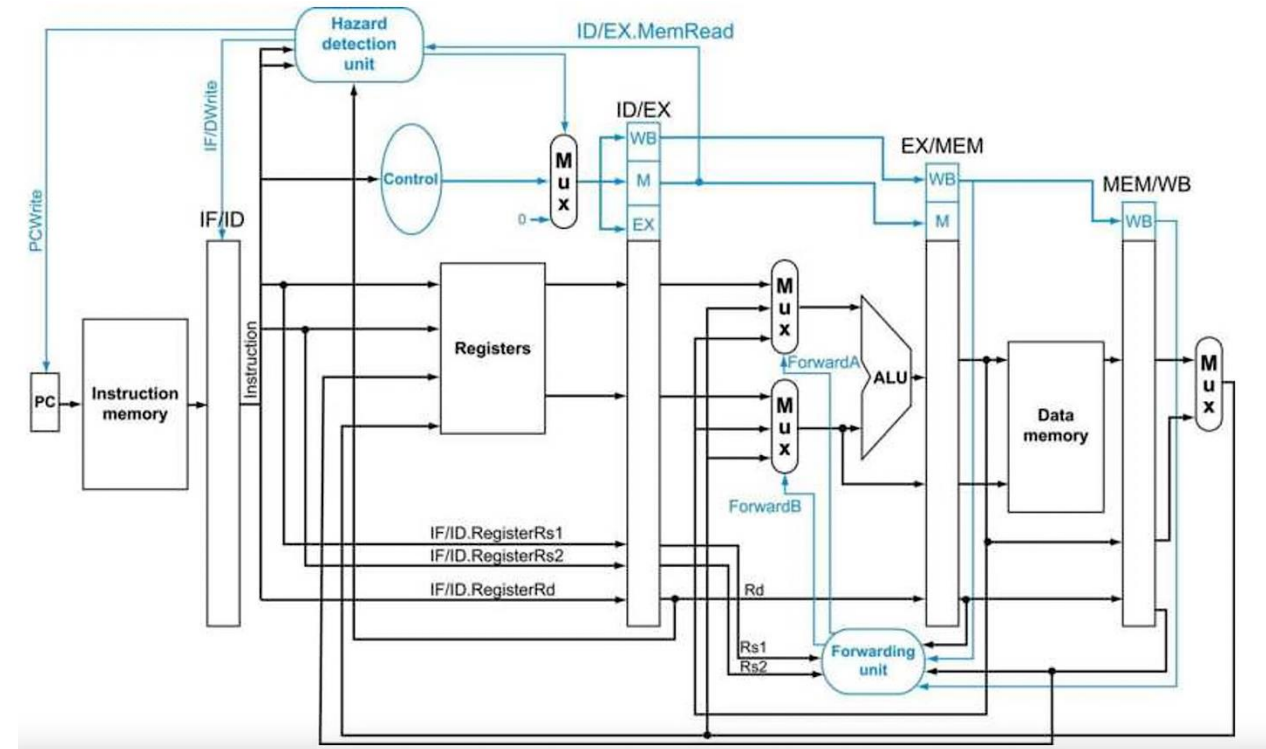 Hazard
detection
unit
ID/EX.MemRead
IF/DWrite
PCWrite
ID/EX
WB
M
EX
Control
M
u
x
0
EX/MEM
WB
M
MEM/WB
WB
IF/ID
Instruction
PC
Instruction
memory
Registers
M
u
x
ForwardA
ALU
M
u
x
ForwardB
Data
memory
M
u
x
IF/ID.RegisterRs1
IF/ID.RegisterRs2
IF/ID.RegisterRd
Rd
Rs1
Rs2
Forwarding
unit